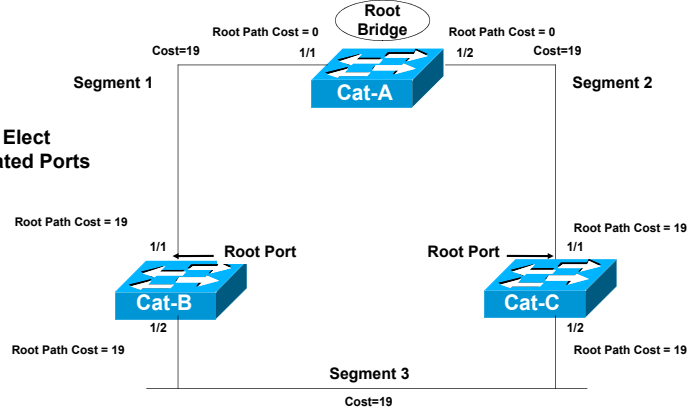 Root
Bridge
Root Path Cost = 0
Root Path Cost = 0
Cost=19
1/1
1/2
Cost=19
Segment 1
Cat-A
Segment 2
Elect
ated Ports
Root Path Cost = 19
Root Path Cost = 19
1/1
Root Port
Root Port
1/1
Cat-B
Cat-C
1/2
1/2
Root Path Cost = 19
Root Path Cost = 19
Segment 3
Cost=19